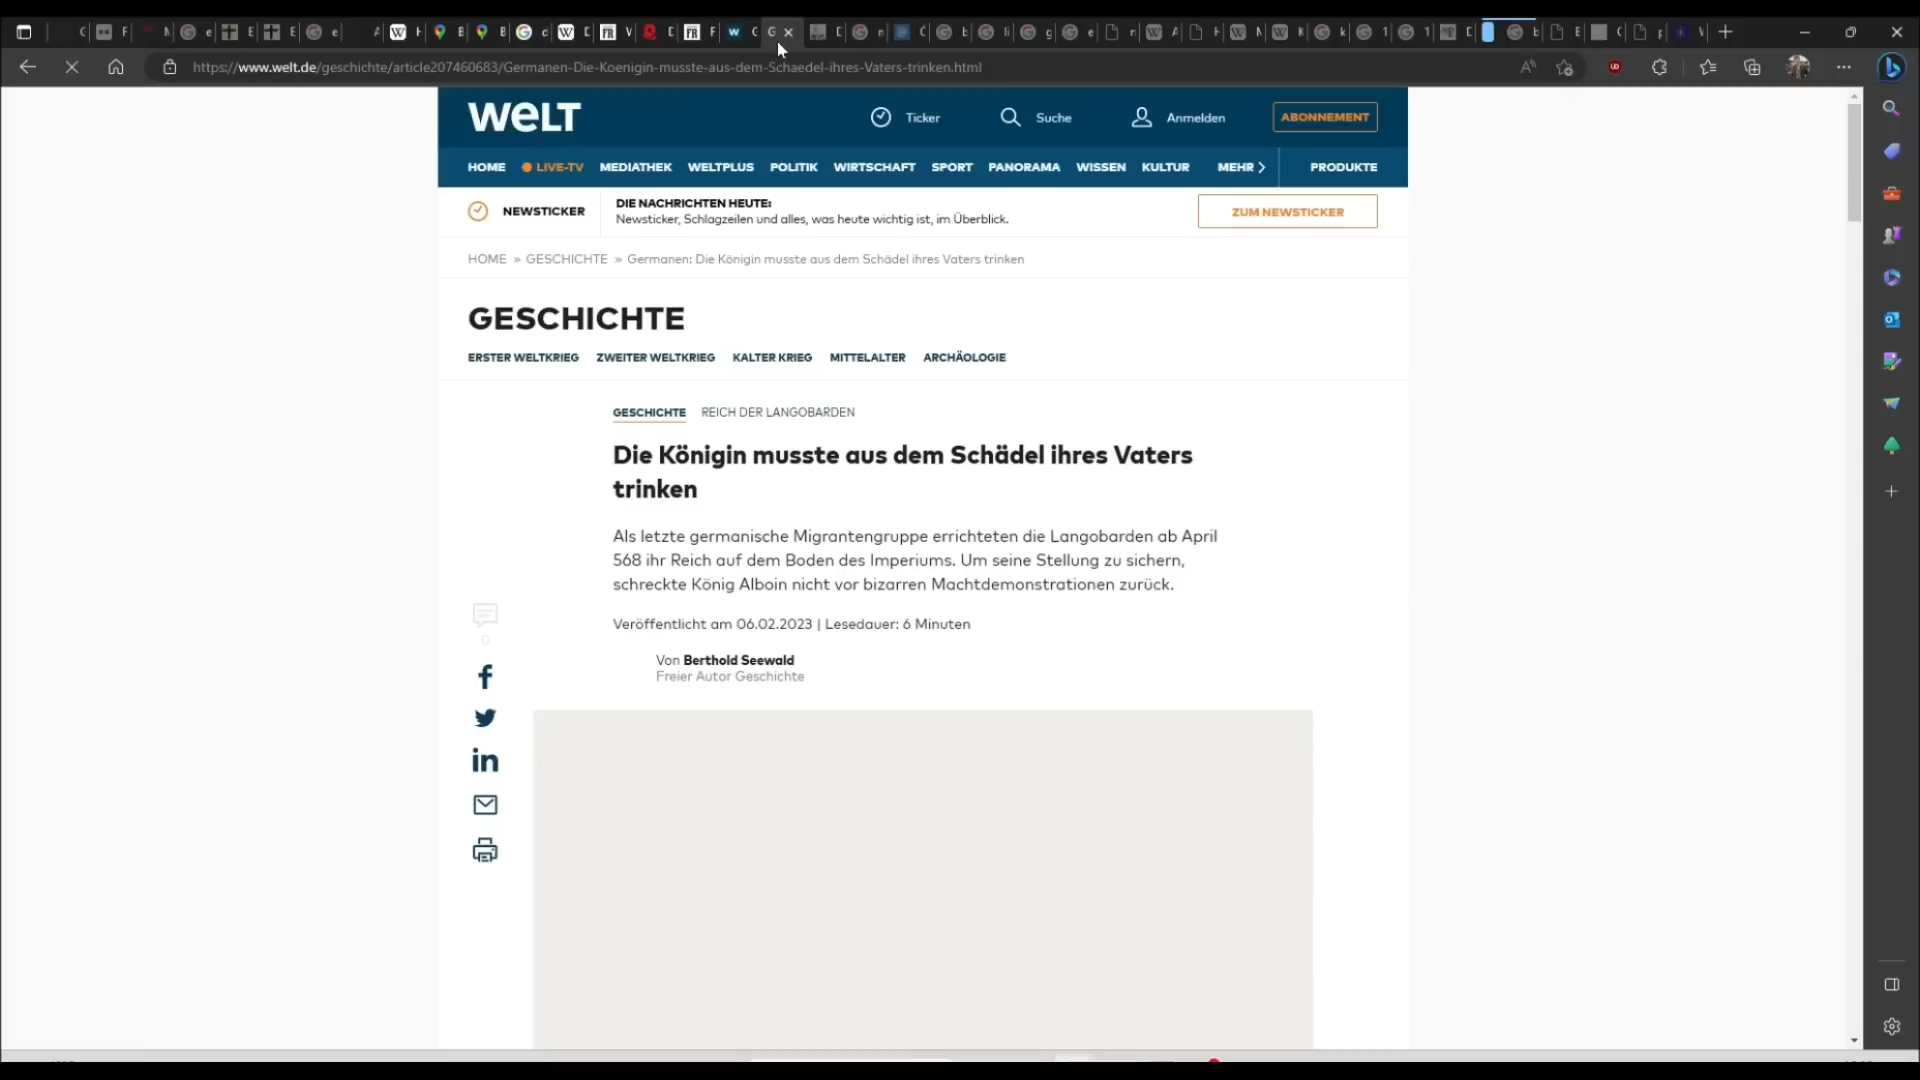 https://www.welt.de/geschichte/article207460683/Germanen-Die-Koenigin-musste-aus-dem-Schaedel-ihres-Vaters-trinken.html
WELT
Ticker
Suche
Anmelden
ABONNEMENT
HOME LIVE-TV MEDIATHEK WELTPLUS POLITIK WIRTSCHAFT SPORT PANORAMA WISSEN KULTUR MEHR PRODUKTE
NEWSTICKER
DIE NACHRICHTEN HEUTE:
Newsticker, Schlagzeilen und alles, was heute wichtig ist, im Überblick.
ZUM NEWSTICKER
HOME » GESCHICHTE » Germanen: Die Königin musste aus dem Schädel ihres Vaters trinken
GESCHICHTE
ERSTER WELTKRIEG ZWEITER WELTKRIEG KALTER KRIEG MITTELALTER ARCHÄOLOGIE
GESCHICHTE REICH DER LANGOBARDEN
Die Königin musste aus dem Schädel ihres Vaters
trinken
Als letzte germanische Migrantengruppe errichteten die Langobarden ab April
568 ihr Reich auf dem Boden des Imperiums. Um seine Stellung zu sichern,
schreckte König Alboin nicht vor bizarren Machtdemonstrationen zurück.
Veröffentlicht am 06.02.2023 | Lesedauer: 6 Minuten
Von Berthold Seewald
Freier Autor Geschichte
0